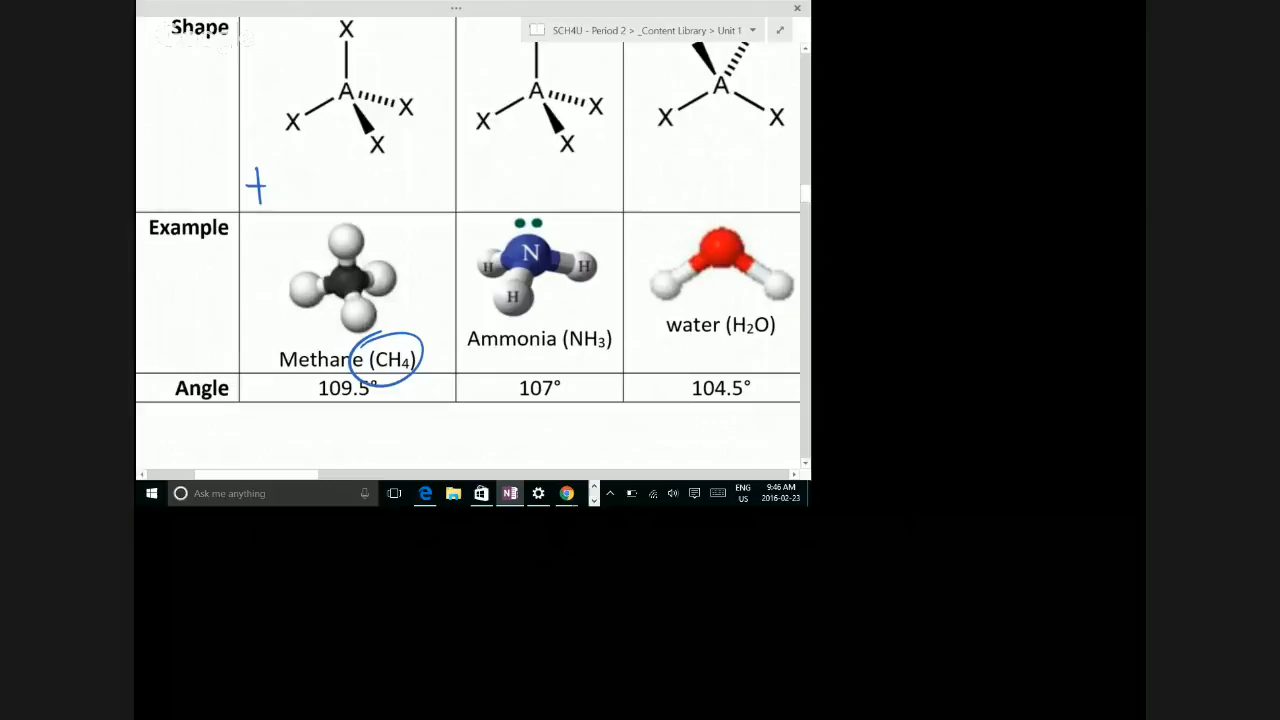 Shape
SCH4U - Period 2 > _Content Library > Unit 1
X
A
X
X
X
A
X
X
X
A
X
X
Example
N
H
H
H
Methane (CH₄)
Ammonia (NH₃)
water (H₂O)
Angle
109.5°
107°
104.5°
Ask me anything
ENG
US
9:46 AM
2016-02-23